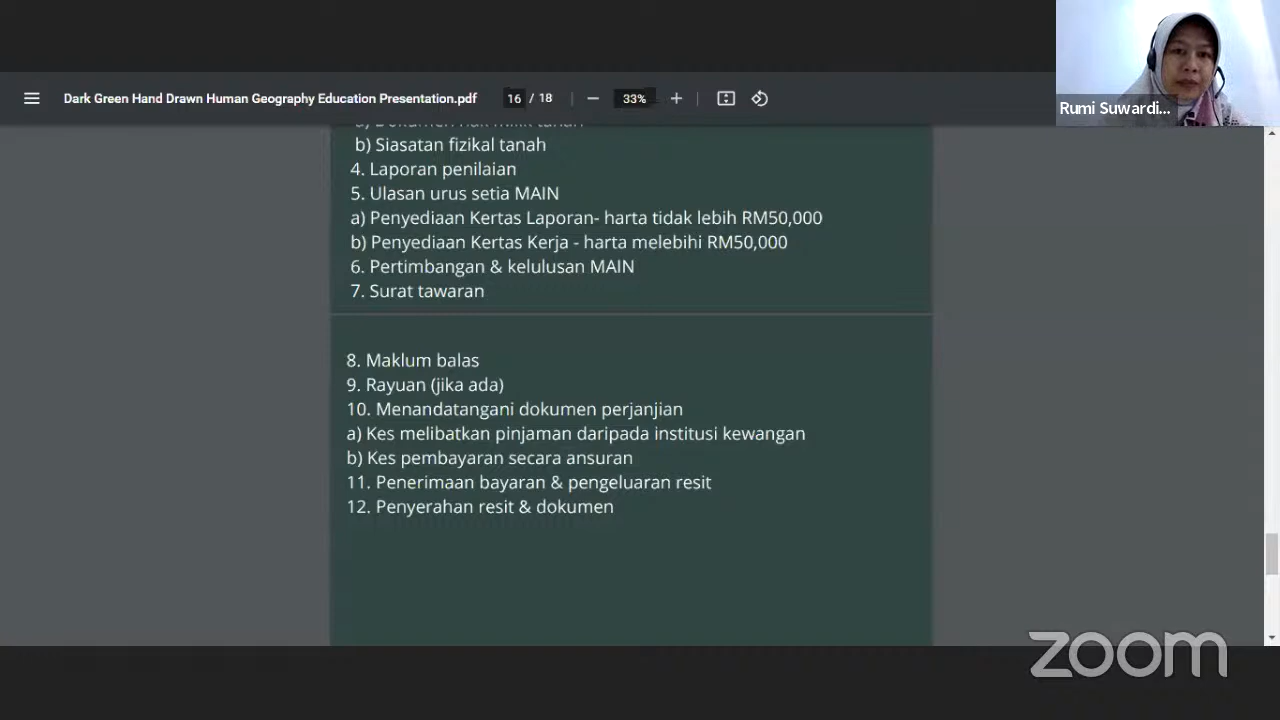 Dark Green Hand Drawn Human Geography Education Presentation.pdf
16 / 18
33%
Rumi Suwardi...
b) Siasatan fizikal tanah
4. Laporan penilaian
5. Ulasan urus setia MAIN
a) Penyediaan Kertas Laporan- harta tidak lebih RM50,000
b) Penyediaan Kertas Kerja - harta melebihi RM50,000
6. Pertimbangan & kelulusan MAIN
7. Surat tawaran
8. Maklum balas
9. Rayuan (jika ada)
10. Menandatangani dokumen perjanjian
a) Kes melibatkan pinjaman daripada institusi kewangan
b) Kes pembayaran secara ansuran
11. Penerimaan bayaran & pengeluaran resit
12. Penyerahan resit & dokumen
zoom